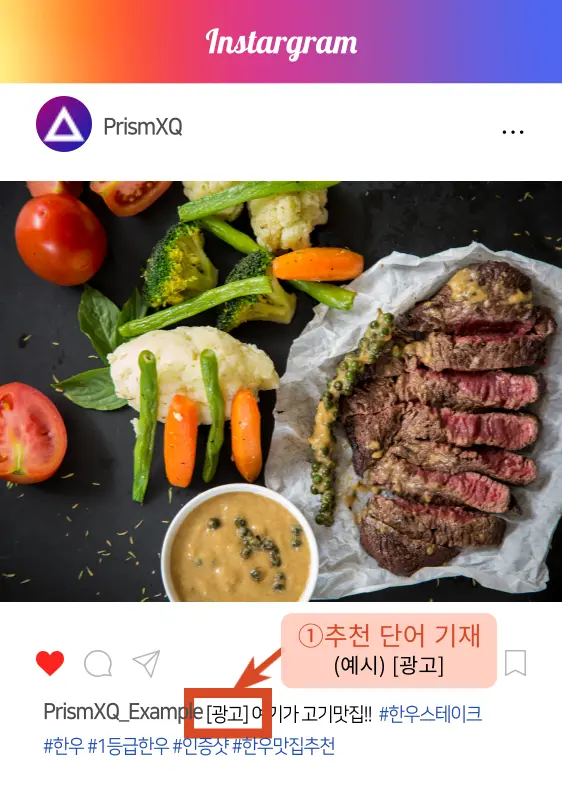 Instargram
PrismXQ
①추천 단어 기재
(예시) [광고]
PrismXQ_Example [광고] 여기가 고기맛집!! #한우스테이크
#한우 #1등급한우 #인증샷 #한우맛집추천